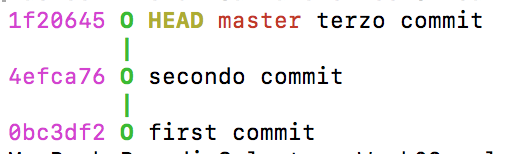 1f20645 O HEAD master terzo commit
|
4efca76 O secondo commit
|
0bc3df2 O first commit